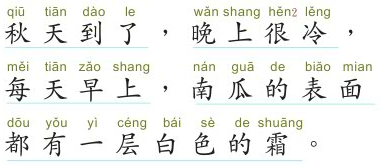 qiū tiān dào le wǎn shang hěn2 lěng
秋天到了，晚上很冷，
měi tiān zǎo shang nán guā de biǎo mian
每天早上，南瓜的表面
dōu yǒu yì céng bái sè de shuāng
都有一层白色的霜。